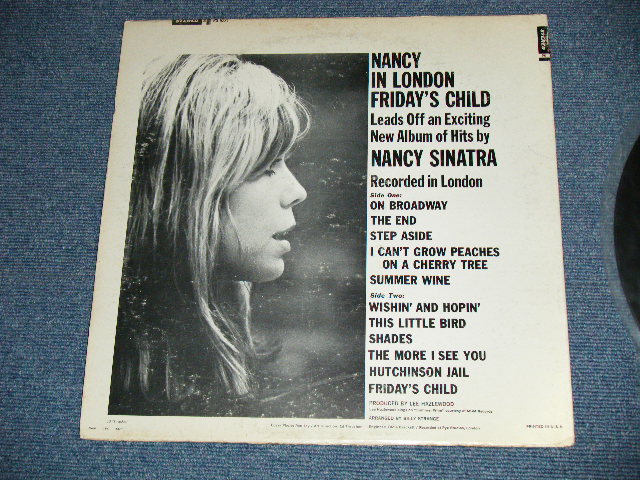 STEREO
NANCY
IN LONDON
FRIDAY'S CHILD
Leads Off an Exciting
New Album of Hits by
NANCY SINATRA
Recorded in London
Side One:
ON BROADWAY
THE END
STEP ASIDE
I CAN'T GROW PEACHES
ON A CHERRY TREE
SUMMER WINE
Side Two:
WISHIN' AND HOPIN'
THIS LITTLE BIRD
SHADES
THE MORE I SEE YOU
HUTCHINSON JAIL
FRIDAY'S CHILD
PRODUCED BY LEE HAZLEWOOD
ARRANGED BY BILLY STRANGE
PRINTED IN U.S.A.